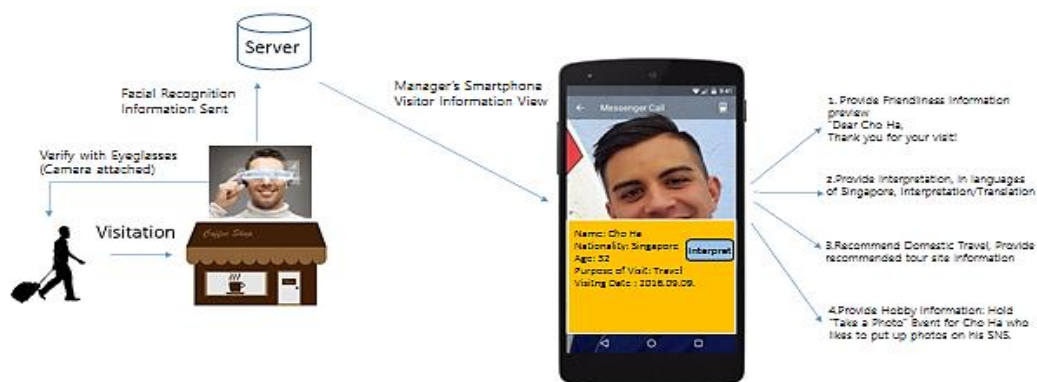 Server
Facial Recognition
Information Sent
Manager's Smartphone
Visitor Information View
Verify with Eyeglasses
(Camera attached)
Visitation
Coffee Shop
9:41
Messenger Call
Name: Cho Ha
Nationality: Singapore
Interpret
Age: 32
Purpose of Visit: Travel
Visiting Date : 2016.09.09.
1. Provide Friendliness Information
preview
"Dear Cho Ha,
Thank you for your visit!
2.Provide Interpretation, In languages
of Singapore, Interpretation/Translation
3.Recommend Domestic Travel, Provide
recommended tour site information
4.Provide Hobby Information: Hold
"Take a Photo" Event for Cho Ha who
likes to put up photos on his SNS.